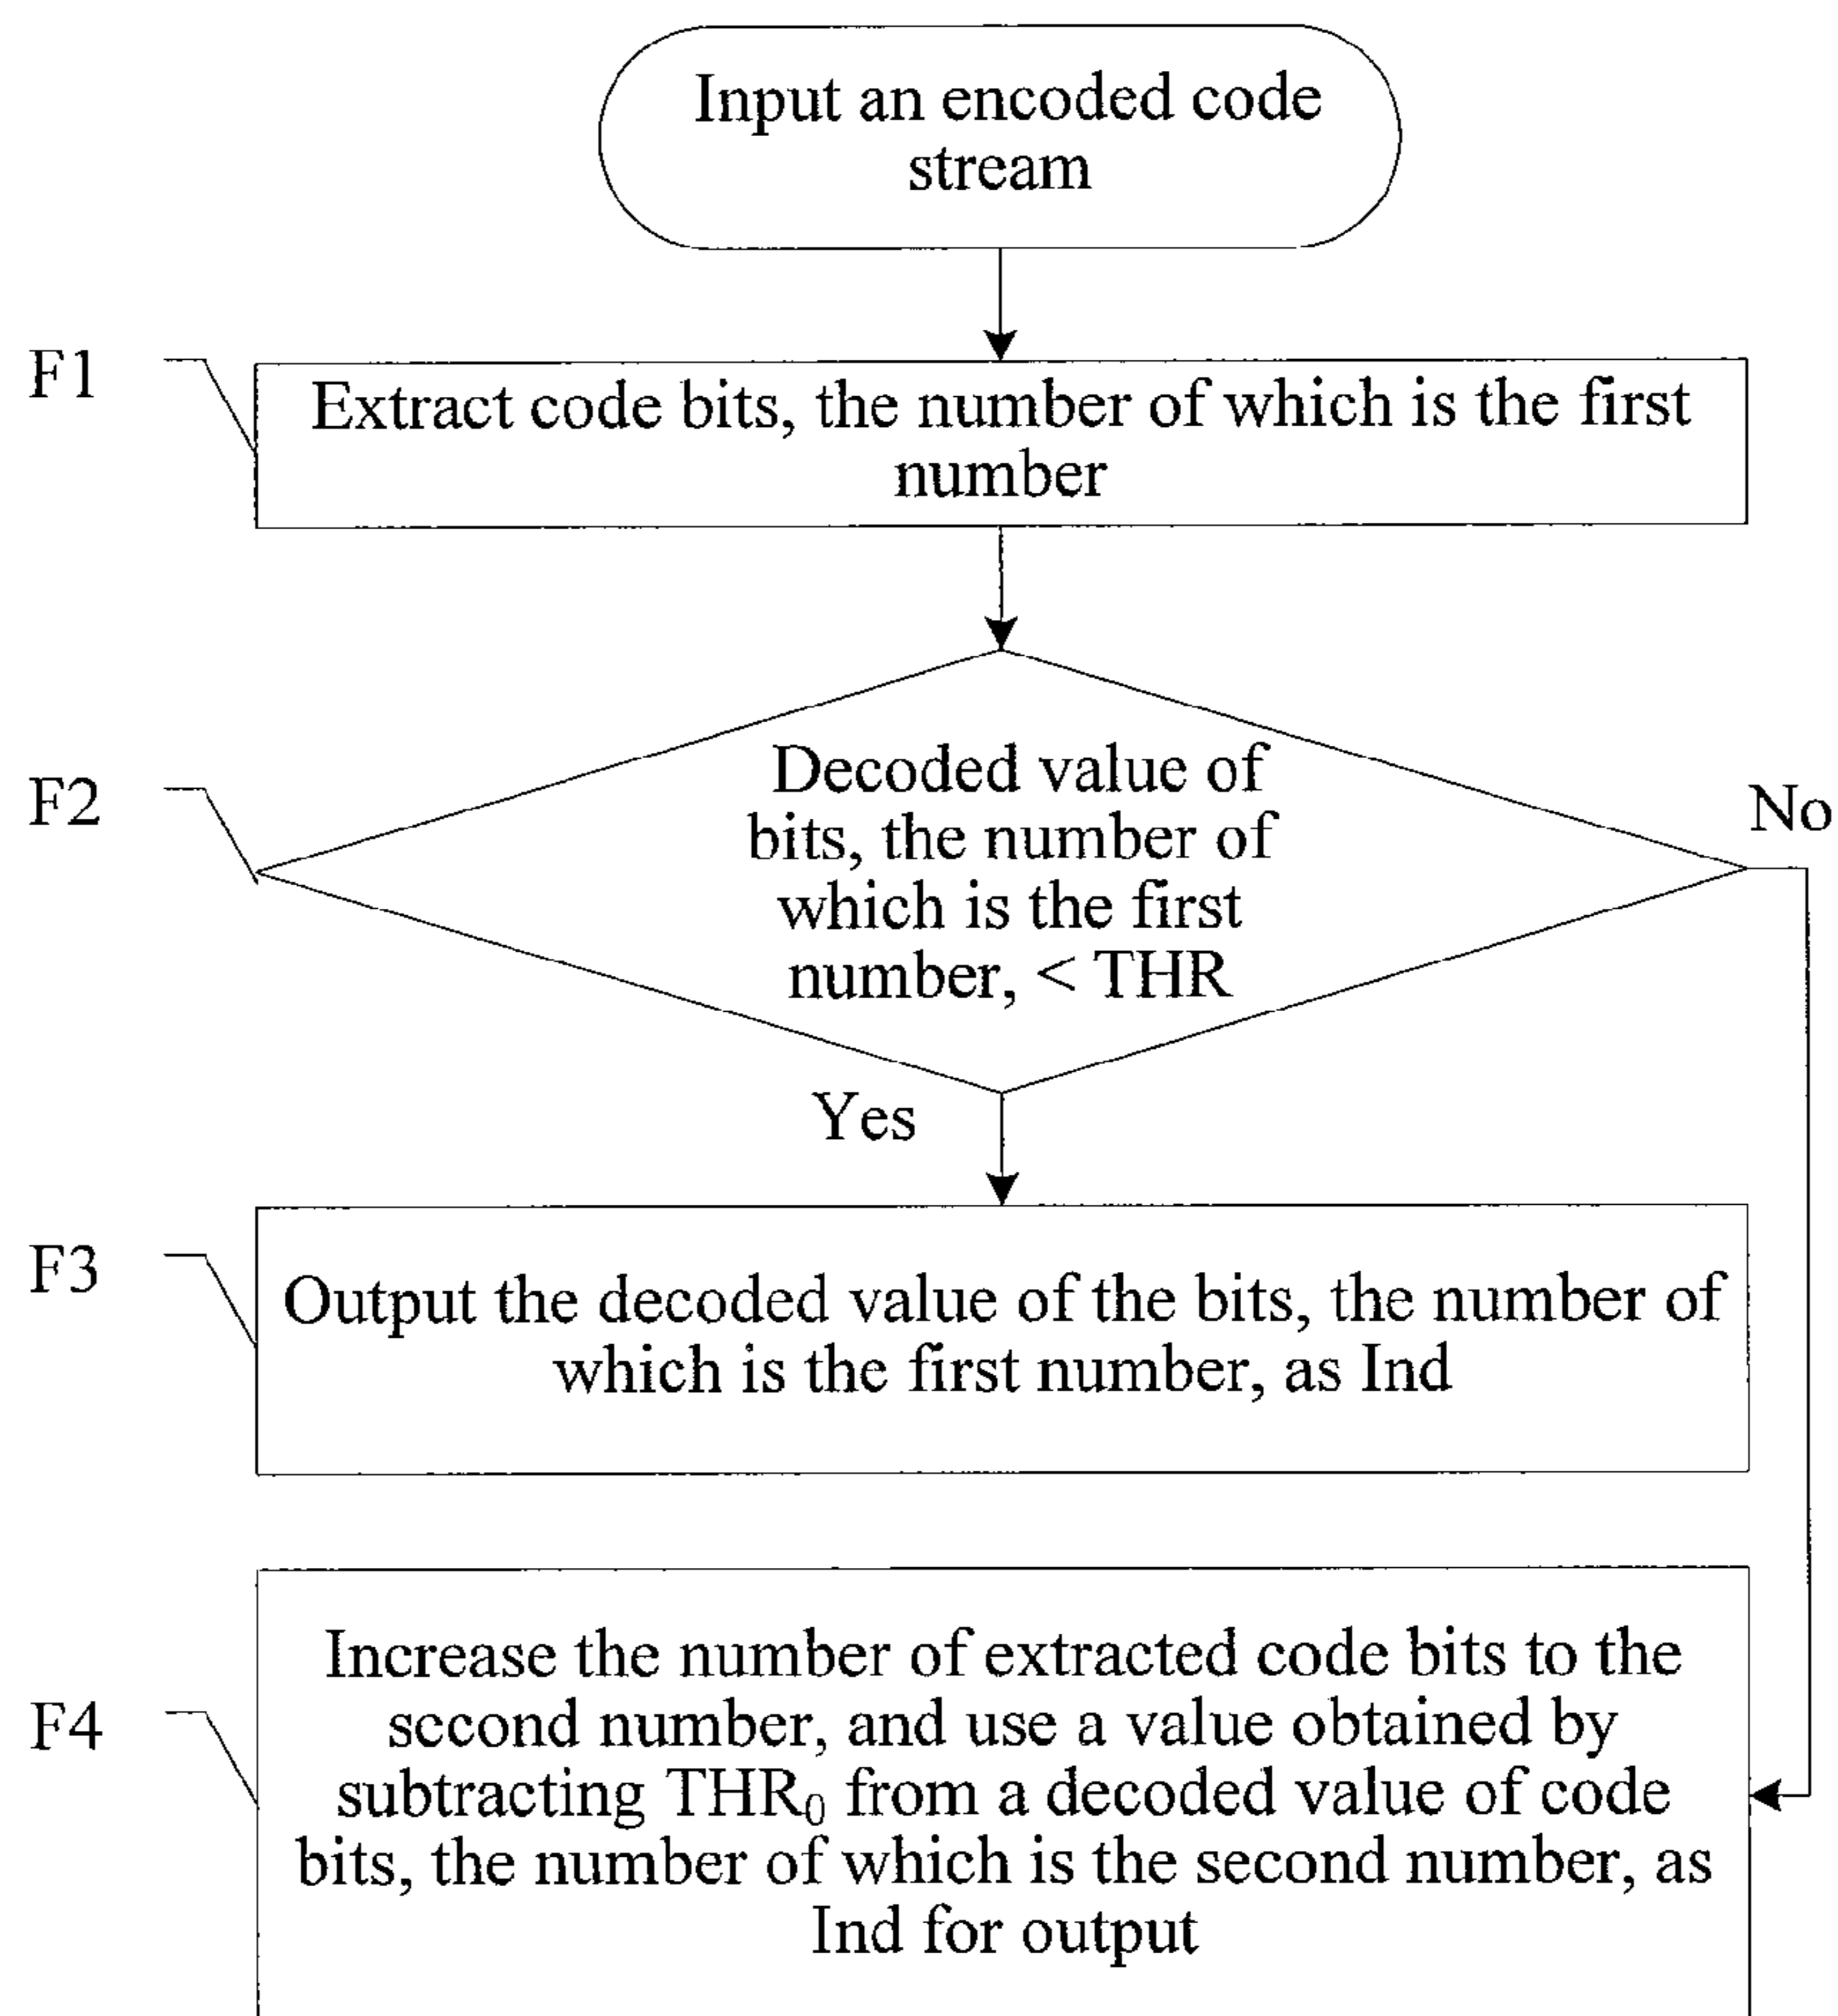 Input an encoded code
stream
F1
Extract code bits, the number of which is the first
number
F2
Decoded value of
bits, the number of
which is the first
number, < THR
No
Yes
F3
Output the decoded value of the bits, the number of
which is the first number, as Ind
F4
Increase the number of extracted code bits to the
second number, and use a value obtained by
subtracting THR₀ from a decoded value of code
bits, the number of which is the second number, as
Ind for output